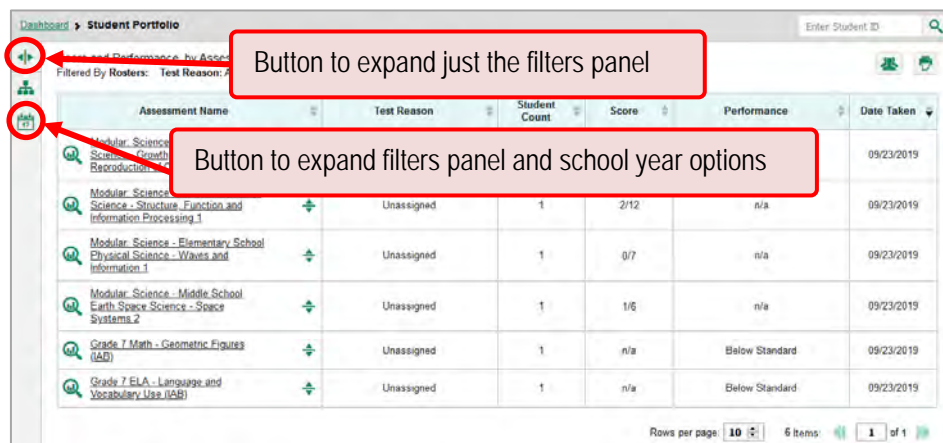 Dashboard > Student Portfolio
Enter Student ID
Button to expand just the filters panel
Filtered By Rosters: Test Reason:
Assessment Name
Test Reason
Student Count
Score
Performance
Date Taken
Button to expand filters panel and school year options
Modular: Science
09/23/2019
Modular: Science
Science - Structure, Function and
Information Processing 1
Unassigned
1
2/12
n/a
09/23/2019
Modular: Science - Elementary School
Physical Science - Waves and
Information 1
Unassigned
1
0/7
n/a
09/23/2019
Modular: Science - Middle School
Earth Space Science - Space
Systems 2
Unassigned
1
1/6
n/a
09/23/2019
Grade 7 Math - Geometric Figures
(IAB)
Unassigned
1
n/a
Below Standard
09/23/2019
Grade 7 ELA - Language and
Vocabulary Use (IAB)
Unassigned
1
n/a
Below Standard
09/23/2019
Rows per page: 10 6 items 1 of 1